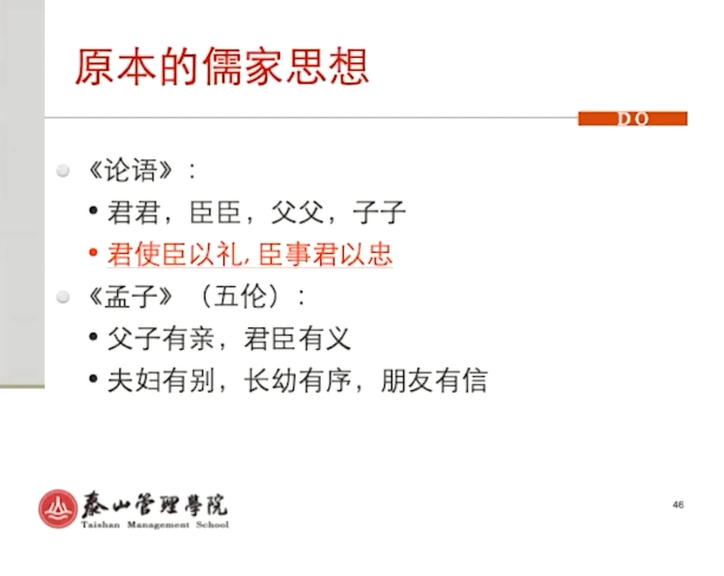 原本的儒家思想
DO
《论语》：
君君，臣臣，父父，子子
君使臣以礼，臣事君以忠
《孟子》（五伦）：
父子有亲，君臣有义
夫妇有别，长幼有序，朋友有信
泰山管理學院
Taishan Management School
46